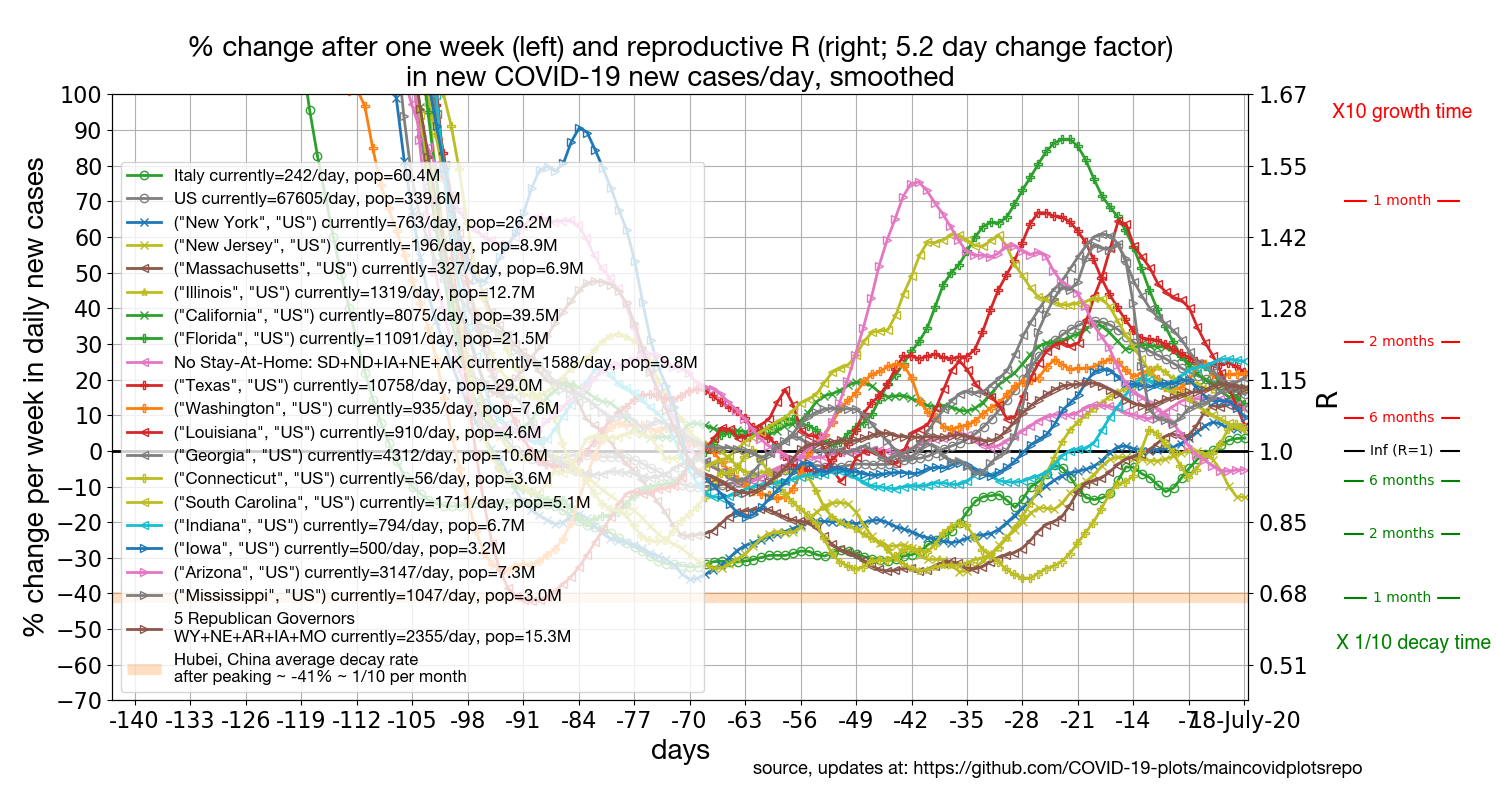 % change after one week (left) and reproductive R (right; 5.2 day change factor)
in new COVID-19 new cases/day, smoothed
% change per week in daily new cases
100
90
80
70
60
50
40
30
20
10
0
−10
−20
−30
−40
−50
−60
−70
Italy currently=242/day, pop=60.4M
US currently=67605/day, pop=339.6M
("New York", "US") currently=763/day, pop=26.2M
("New Jersey", "US") currently=196/day, pop=8.9M
("Massachusetts", "US") currently=327/day, pop=6.9M
("Illinois", "US") currently=1319/day, pop=12.7M
("California", "US") currently=8075/day, pop=39.5M
("Florida", "US") currently=11091/day, pop=21.5M
No Stay-At-Home: SD+ND+IA+NE+AK currently=1588/day, pop=9.8M
("Texas", "US") currently=10758/day, pop=29.0M
("Washington", "US") currently=935/day, pop=7.6M
("Louisiana", "US") currently=910/day, pop=4.6M
("Georgia", "US") currently=4312/day, pop=10.6M
("Connecticut", "US") currently=56/day, pop=3.6M
("South Carolina", "US") currently=1711/day, pop=5.1M
("Indiana", "US") currently=794/day, pop=6.7M
("Iowa", "US") currently=500/day, pop=3.2M
("Arizona", "US") currently=3147/day, pop=7.3M
("Mississippi", "US") currently=1047/day, pop=3.0M
5 Republican Governors
WY+NE+AR+IA+MO currently=2355/day, pop=15.3M
Hubei, China average decay rate
after peaking ~ -41% ~ 1/10 per month
1.67
1.55
1.42
1.28
1.15
1.0
0.85
0.68
0.51
R
X10 growth time
1 month
2 months
6 months
Inf (R=1)
6 months
2 months
1 month
X 1/10 decay time
-140 -133 -126 -119 -112 -105 -98 -91 -84 -77 -70 -63 -56 -49 -42 -35 -28 -21 -14 -7 18-July-20
days
source, updates at: https://github.com/COVID-19-plots/maincovidplotsrepo